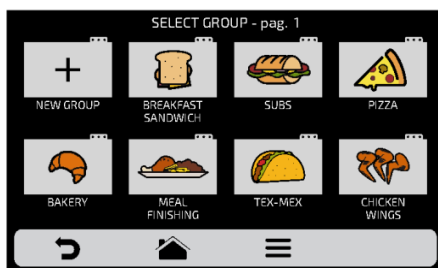 SELECT GROUP - pag. 1
NEW GROUP
BREAKFAST
SANDWICH
SUBS
PIZZA
BAKERY
MEAL
FINISHING
TEX-MEX
CHICKEN
WINGS